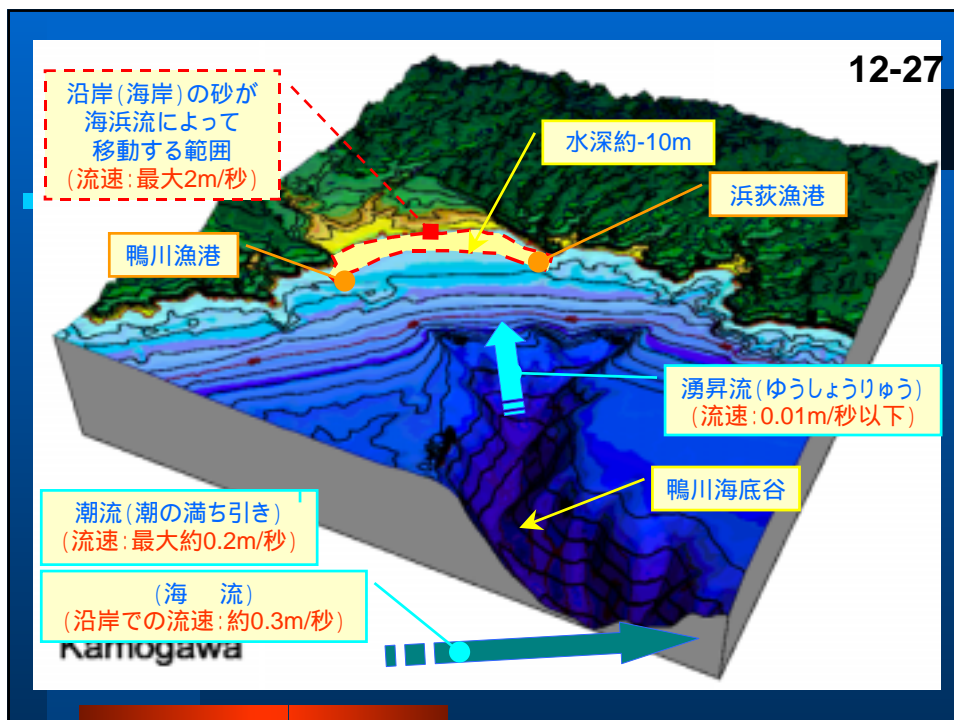 12-27
沿岸(海岸)の砂が
海浜流によって
移動する範囲
(流速:最大2m/秒)
水深約-10m
浜荻漁港
鴨川漁港
湧昇流(ゆうしょうりゅう)
(流速:0.01m/秒以下)
鴨川海底谷
潮流(潮の満ち引き)
(流速:最大約0.2m/秒)
(海　流)
(沿岸での流速:約0.3m/秒)
Kamogawa